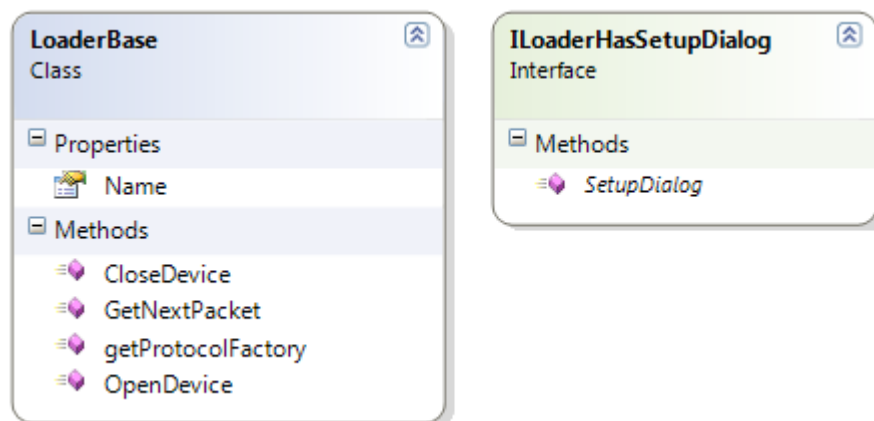 LoaderBase
Class
Properties
Name
Methods
CloseDevice
GetNextPacket
getProtocolFactory
OpenDevice
ILoaderHasSetupDialog
Interface
Methods
SetupDialog